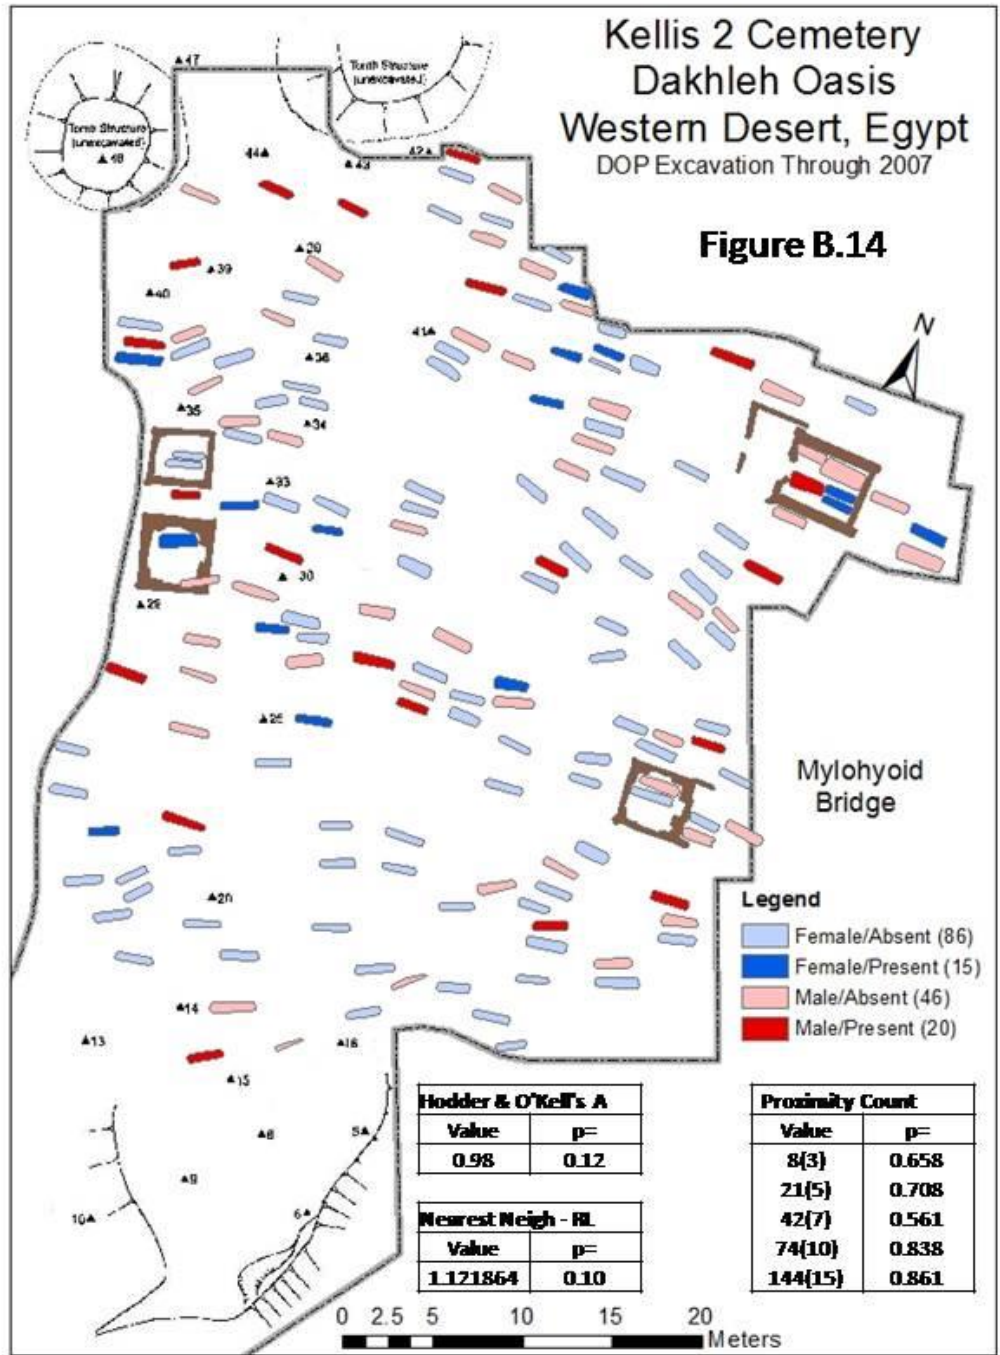 Kellis 2 Cemetery
Dakhleh Oasis
Western Desert, Egypt
DOP Excavation Through 2007
Figure B.14
Tomb Structure
(unexcavated)
Tomb Structure
(unexcavated)
47
48
44
43
42
39
40
41
36
35
34
33
30
29
25
20
14
13
16
15
8
5
9
10
6
N
Mylohyoid
Bridge
Legend
Female/Absent (86)
Female/Present (15)
Male/Absent (46)
Male/Present (20)
Hodder & O'Kell's A
Value p=
0.98 0.12
Nearest Neigh - RL
Value p=
1.121864 0.10
Proximity Count
Value p=
8(3) 0.658
21(5) 0.708
42(7) 0.561
74(10) 0.838
144(15) 0.861
0 2.5 5 10 15 20
Meters